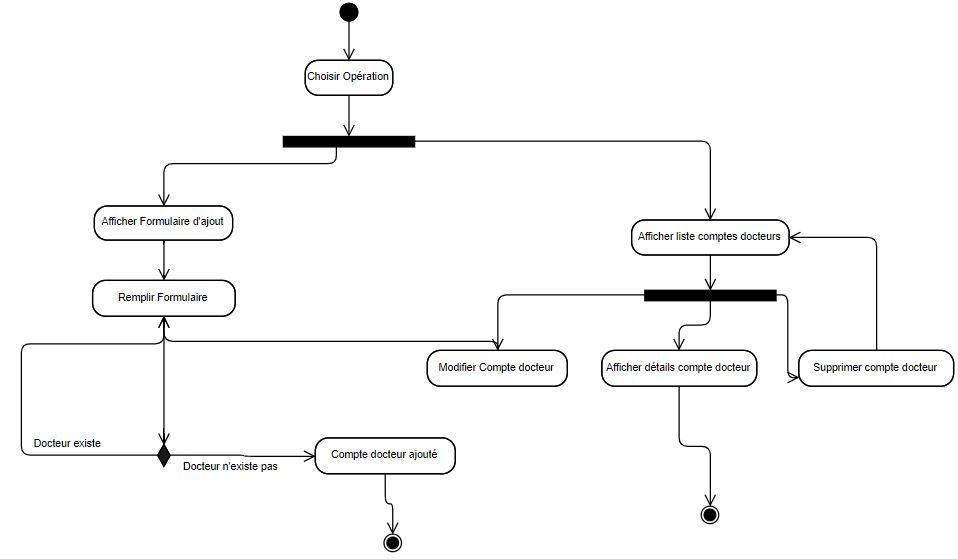 Choisir Opération
Afficher Formulaire d'ajout
Afficher liste comptes docteurs
Remplir Formulaire
Modifier Compte docteur
Afficher détails compte docteur
Supprimer compte docteur
Docteur existe
Docteur n'existe pas
Compte docteur ajouté